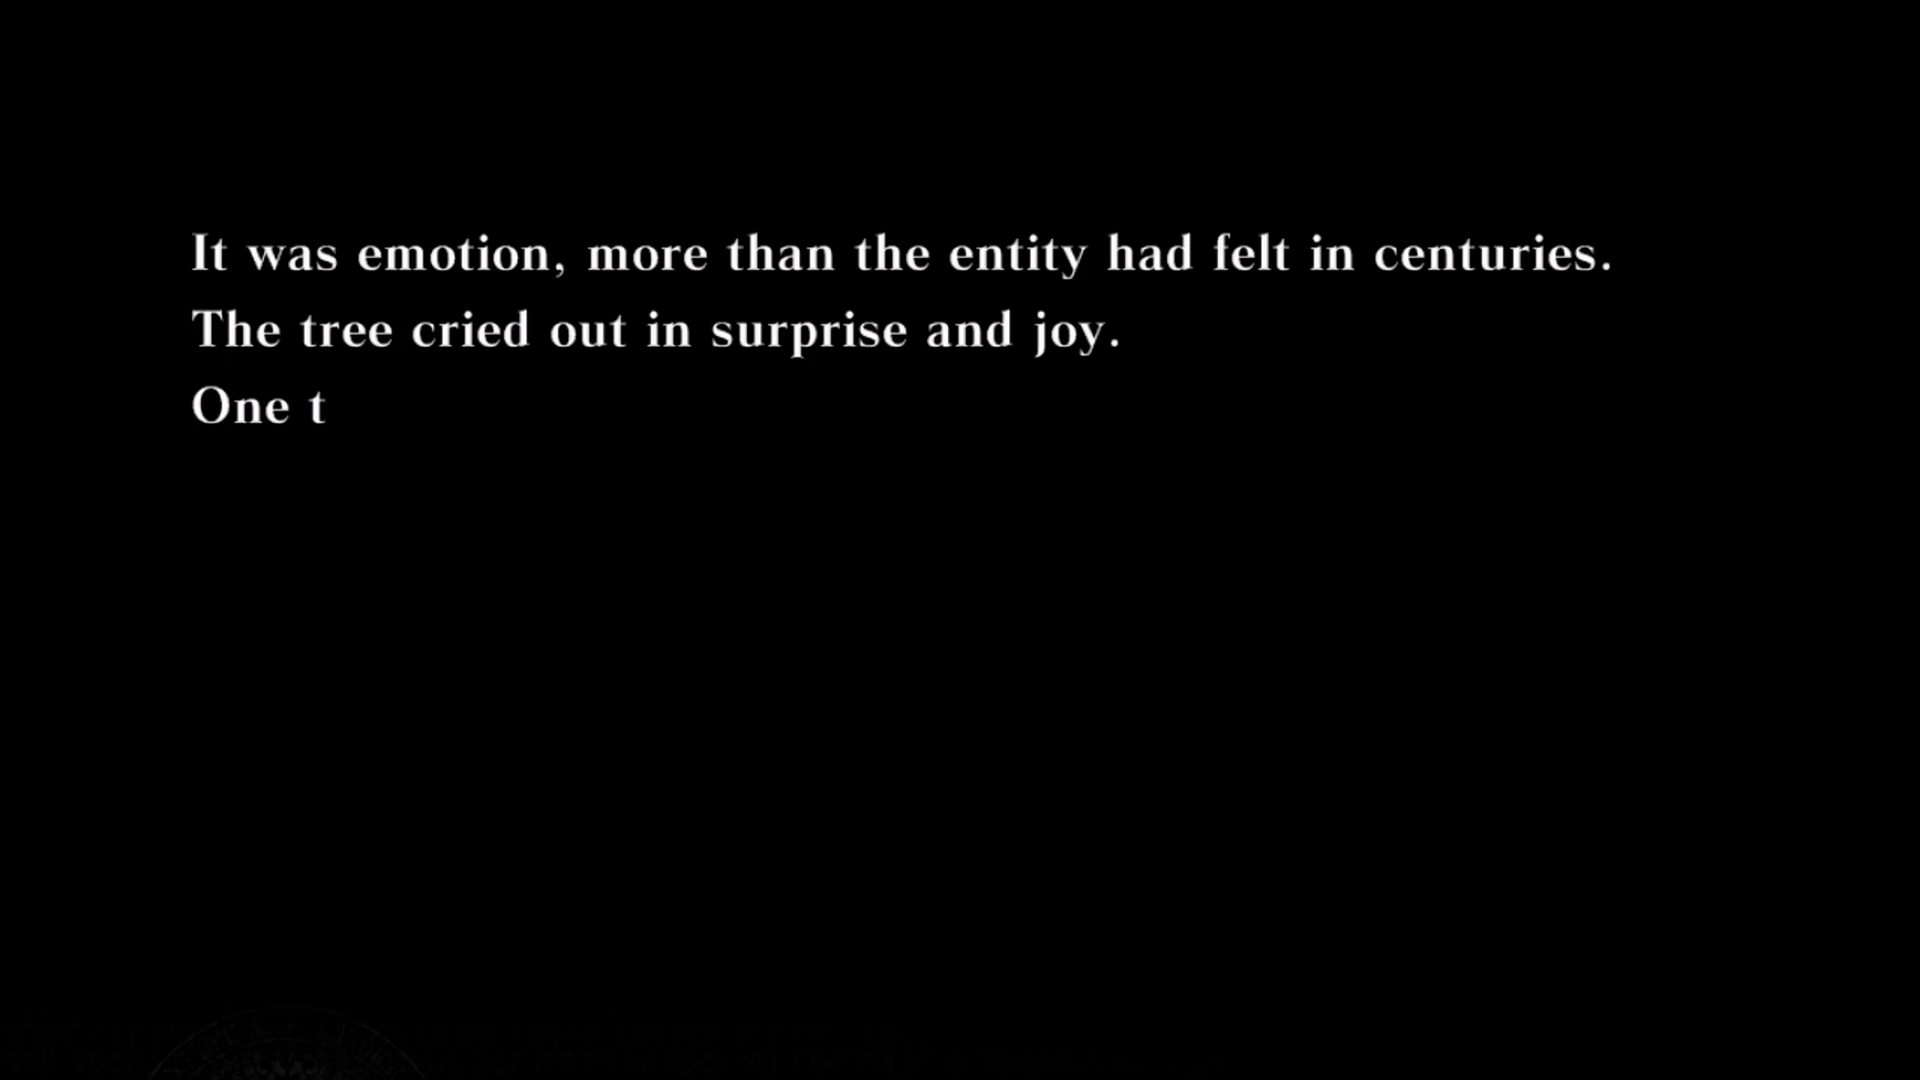 It was emotion, more than the entity had felt in centuries.
The tree cried out in surprise and joy.
One t